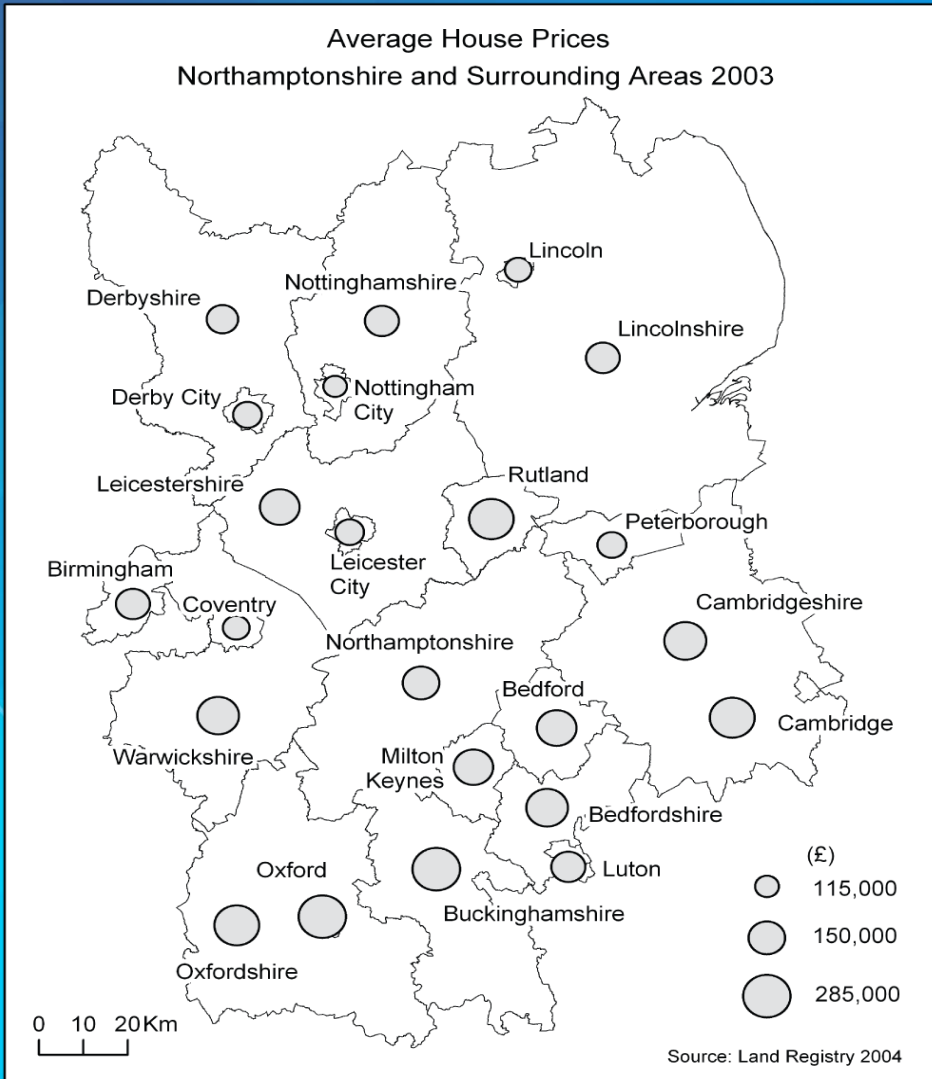 Average House Prices
Northamptonshire and Surrounding Areas 2003
Lincoln
Nottinghamshire
Derbyshire
Lincolnshire
Nottingham
City
Derby City
Rutland
Leicestershire
Peterborough
Leicester
City
Birmingham
Coventry
Cambridgeshire
Northamptonshire
Bedford
Cambridge
Milton
Keynes
Warwickshire
Bedfordshire
Oxford
Luton
Buckinghamshire
Oxfordshire
(£)
115,000
150,000
285,000
0 10 20Km
Source: Land Registry 2004